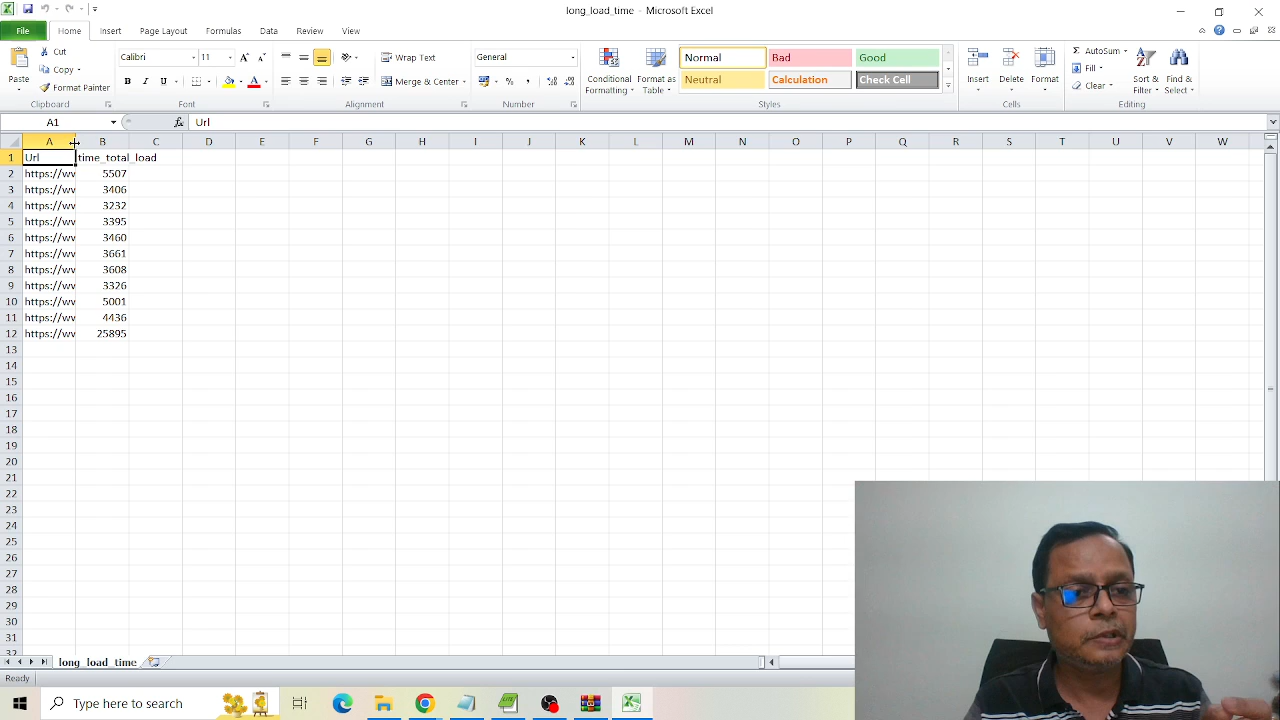 long_load_time - Microsoft Excel
File Home Insert Page Layout Formulas Data Review View
Paste
Cut
Copy
Format Painter
Clipboard
Calibri 11
B I U
Font
Wrap Text
Merge & Center
Alignment
General
Number
Conditional Formatting
Format as Table
Normal Bad Good
Neutral Calculation Check Cell
Styles
Insert Delete Format
Cells
AutoSum
Fill
Clear
Sort & Filter
Find & Select
Editing
A1 fx Url
A B C D E F G H I J K L M N O P Q R S T U V W
1 Url time_total_load
2 https://wv 5507
3 https://wv 3406
4 https://wv 3232
5 https://wv 3395
6 https://wv 3460
7 https://wv 3661
8 https://wv 3608
9 https://wv 3326
10 https://wv 5001
11 https://wv 4436
12 https://wv 25895
13
14
15
16
17
18
19
20
21
22
23
24
25
26
27
28
29
30
31
32
long_load_time
Ready
Type here to search